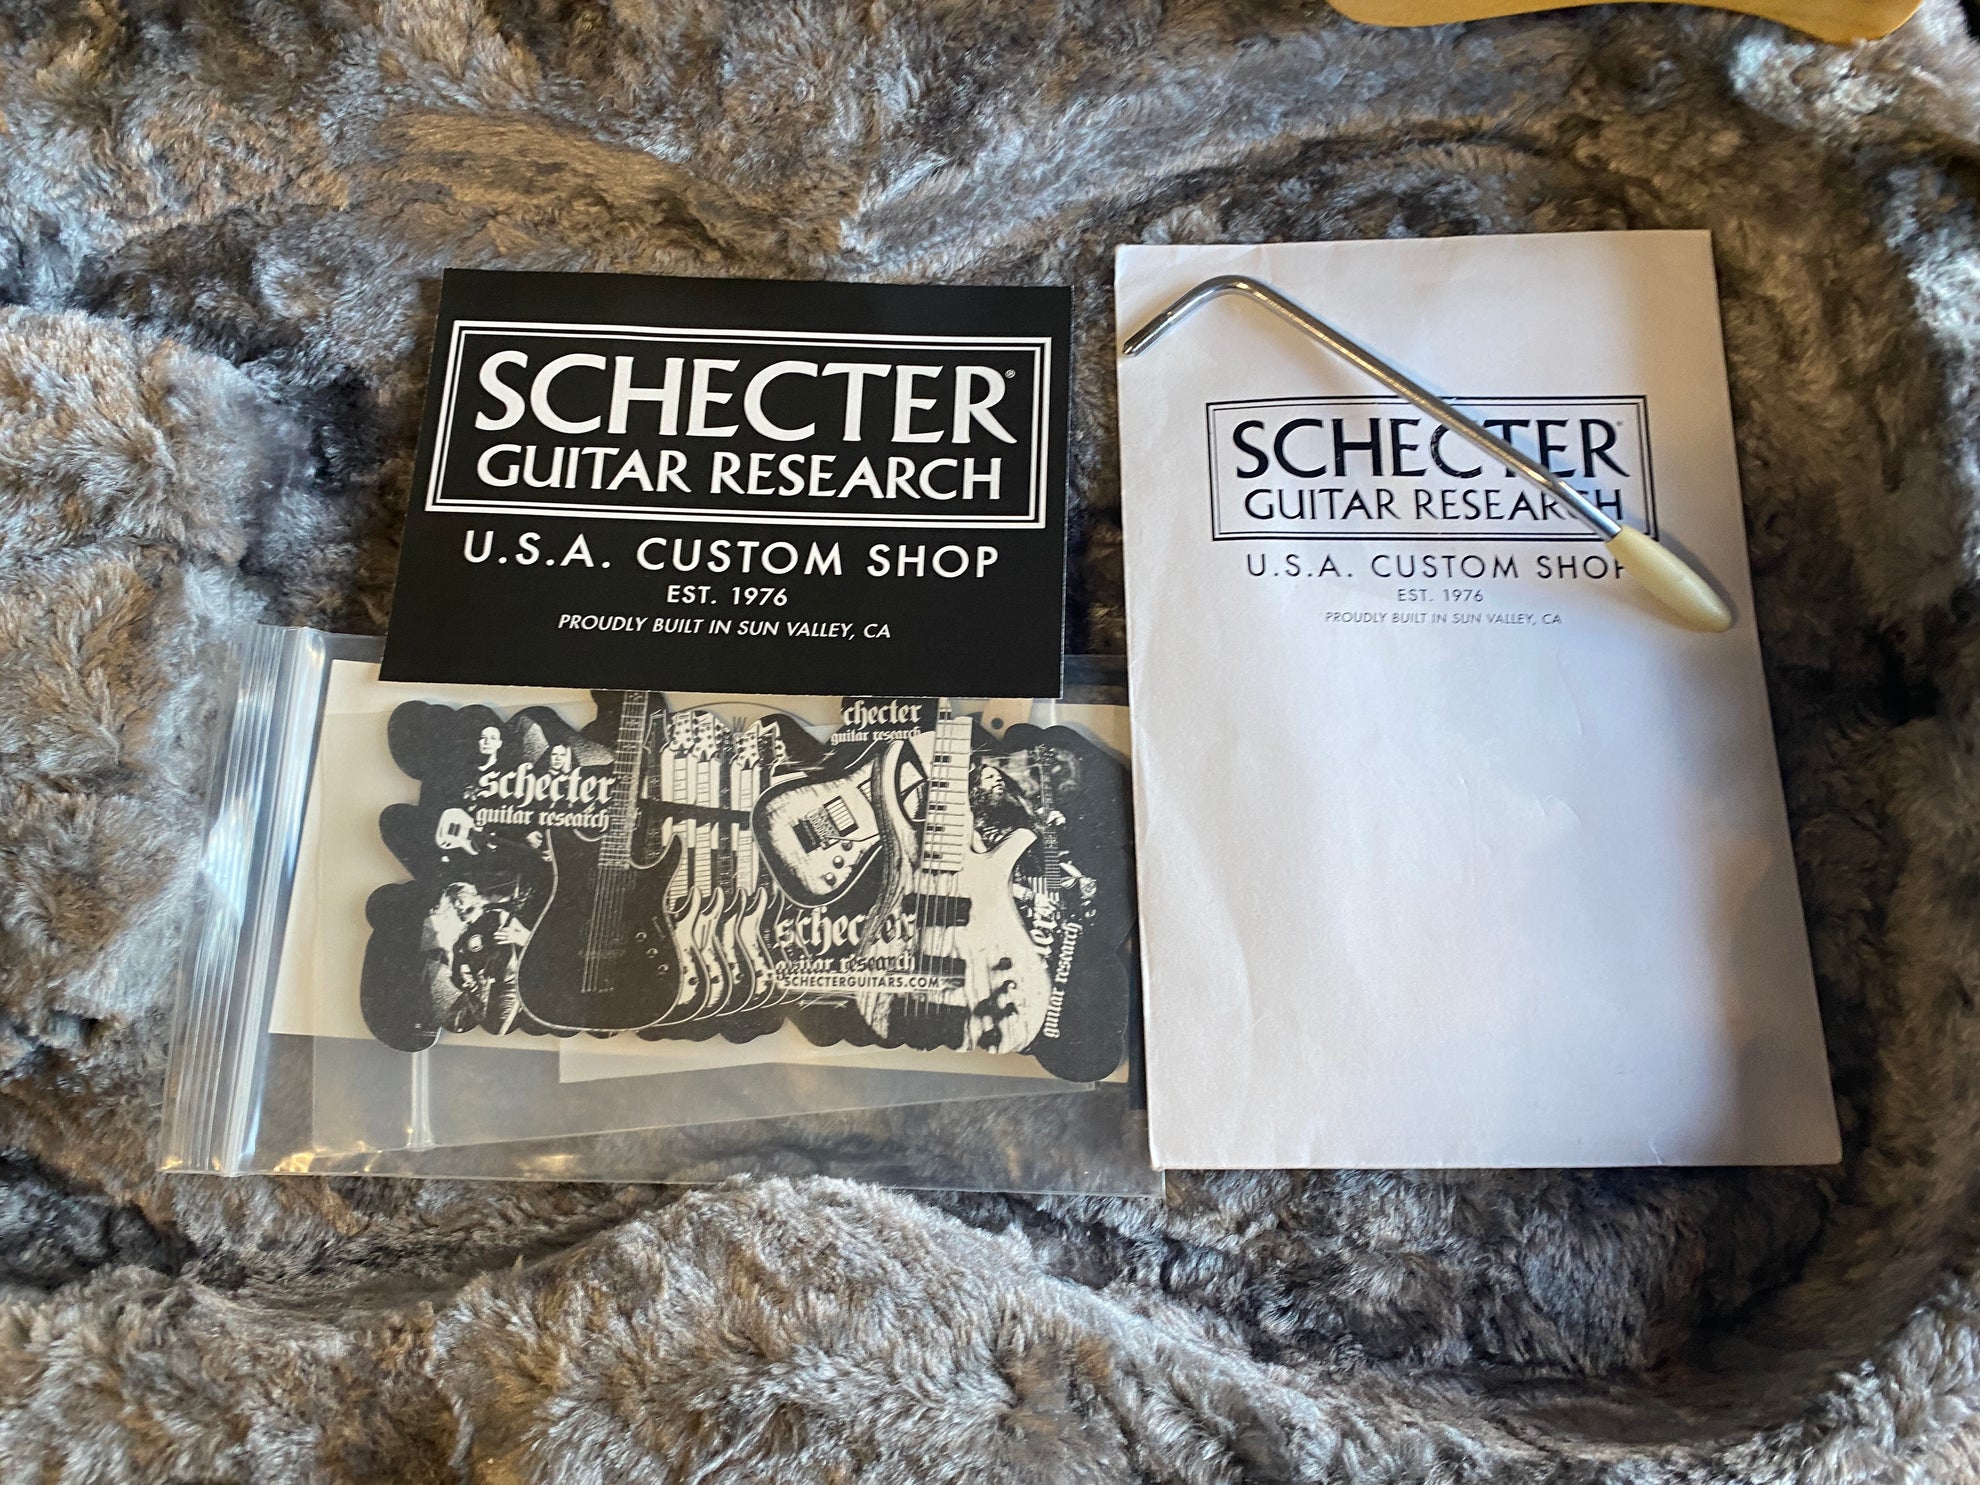 SCHECTER®
GUITAR RESEARCH
U.S.A. CUSTOM SHOP
EST. 1976
PROUDLY BUILT IN SUN VALLEY, CA
schecter
guitar research
schecter
guitar research
schecter
guitar research
SCHECTERGUITARS.COM
guitar research
SCHECTER®
GUITAR RESEARCH
U.S.A. CUSTOM SHOP
EST. 1976
PROUDLY BUILT IN SUN VALLEY, CA